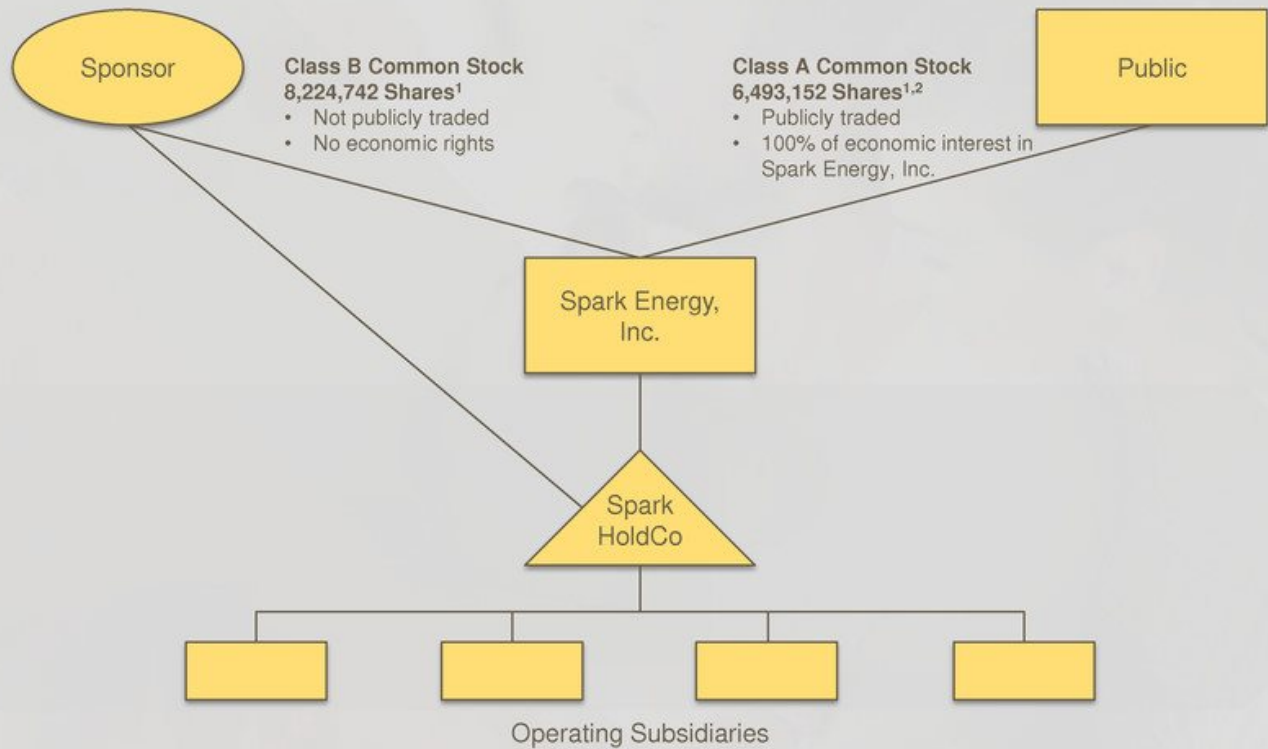 Sponsor
Class B Common Stock
8,224,742 Shares¹
• Not publicly traded
• No economic rights
Class A Common Stock
6,493,152 Shares¹,²
• Publicly traded
• 100% of economic interest in
Spark Energy, Inc.
Public
Spark Energy,
Inc.
Spark
HoldCo
Operating Subsidiaries